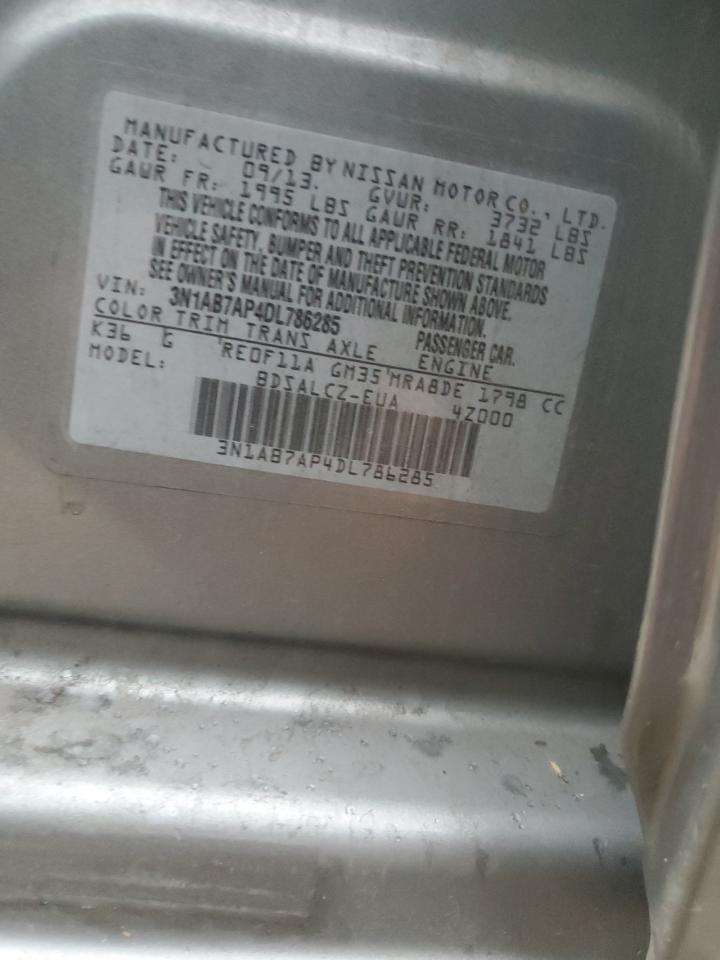 MANUFACTURED BY NISSAN MOTOR CO., LTD.
DATE: 09/13. GVWR: 3732 LBS
GAWR FR: 1995 LBS GAWR RR: 1841 LBS
THIS VEHICLE CONFORMS TO ALL APPLICABLE FEDERAL MOTOR
VEHICLE SAFETY, BUMPER AND THEFT PREVENTION STANDARDS
IN EFFECT ON THE DATE OF MANUFACTURE SHOWN ABOVE.
SEE OWNER'S MANUAL FOR ADDITIONAL INFORMATION.
VIN: 3N1AB7AP4DL786285 PASSENGER CAR.
COLOR TRIM TRANS AXLE ENGINE
K36 G RE0F11A GM35 MRA8DE 1798 CC
MODEL: BDSALCZ-EUA 4Z000
3N1AB7AP4DL786285